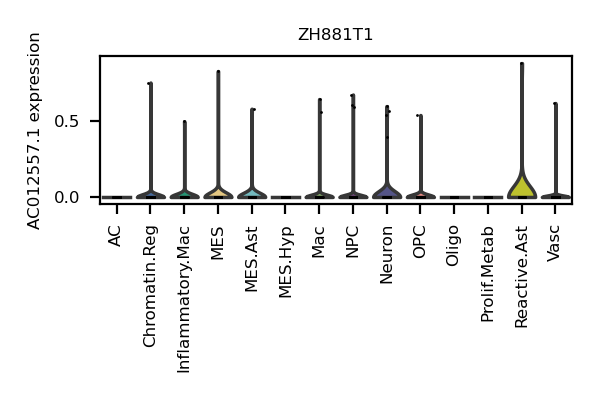 ZH881T1
AC012557.1 expression
0.5
0.0
AC
Chromatin.Reg
Inflammatory.Mac
MES
MES.Ast
MES.Hyp
Mac
NPC
Neuron
OPC
Oligo
Prolif.Metab
Reactive.Ast
Vasc